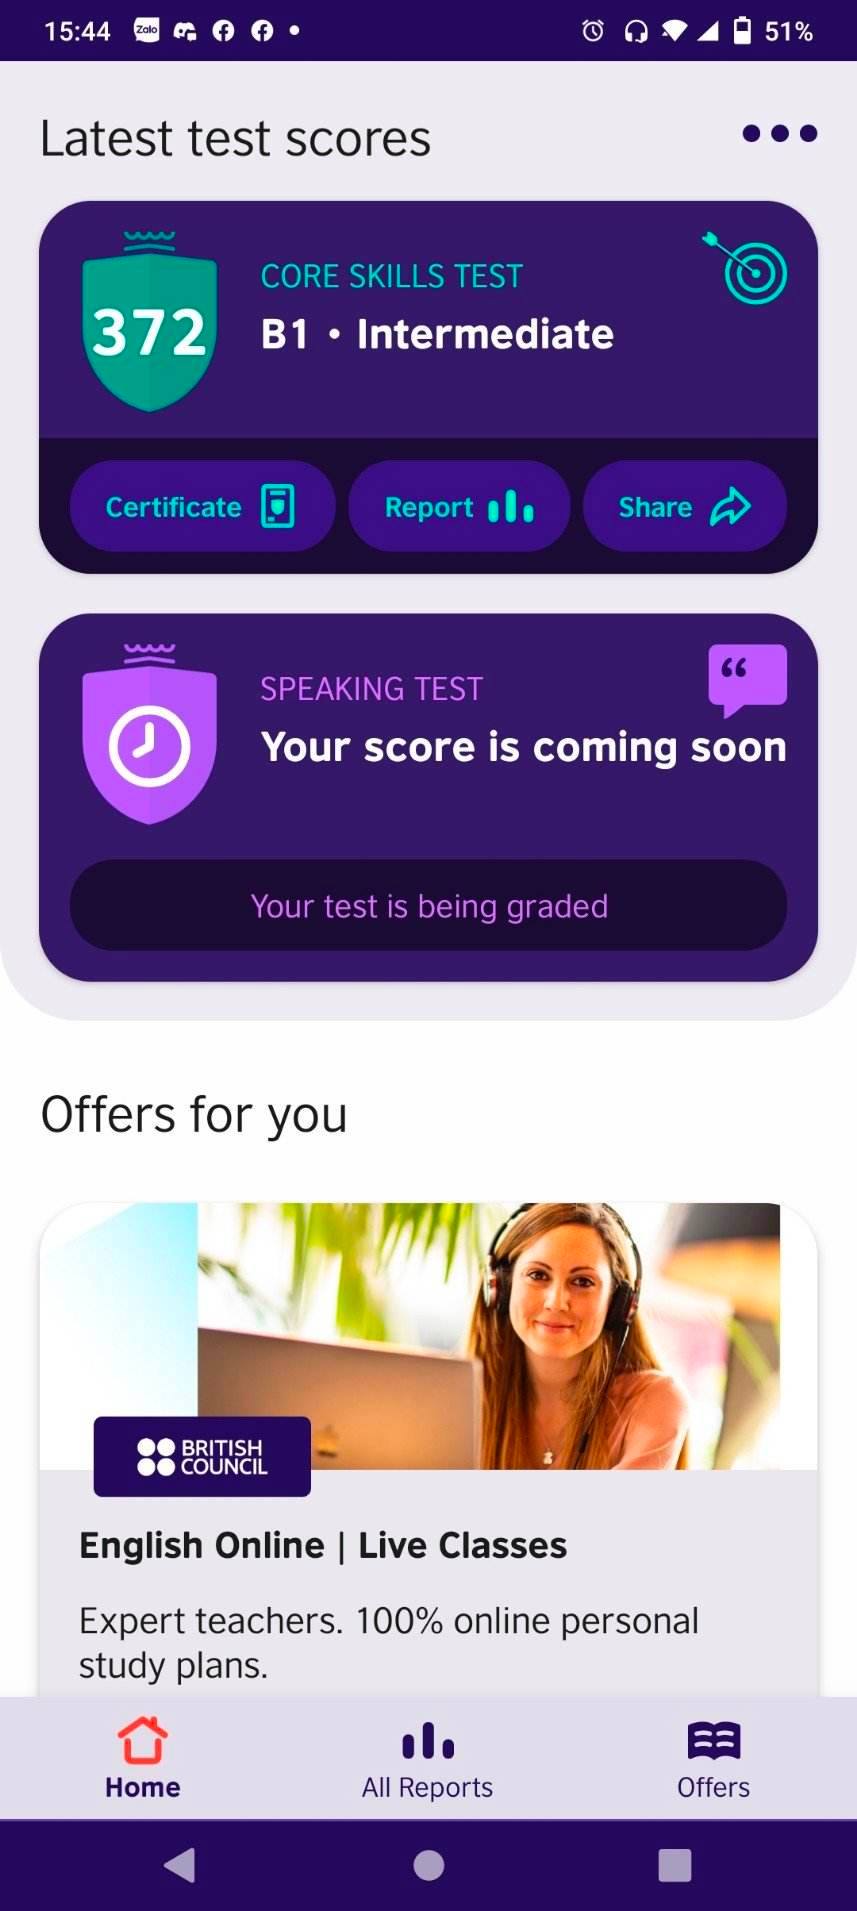 15:44 Zalo 51%
Latest test scores
372
CORE SKILLS TEST
B1 • Intermediate
Certificate
Report
Share
SPEAKING TEST
“
Your score is coming soon
Your test is being graded
Offers for you
BRITISH
COUNCIL
English Online | Live Classes
Expert teachers. 100% online personal
study plans.
Home
All Reports
Offers